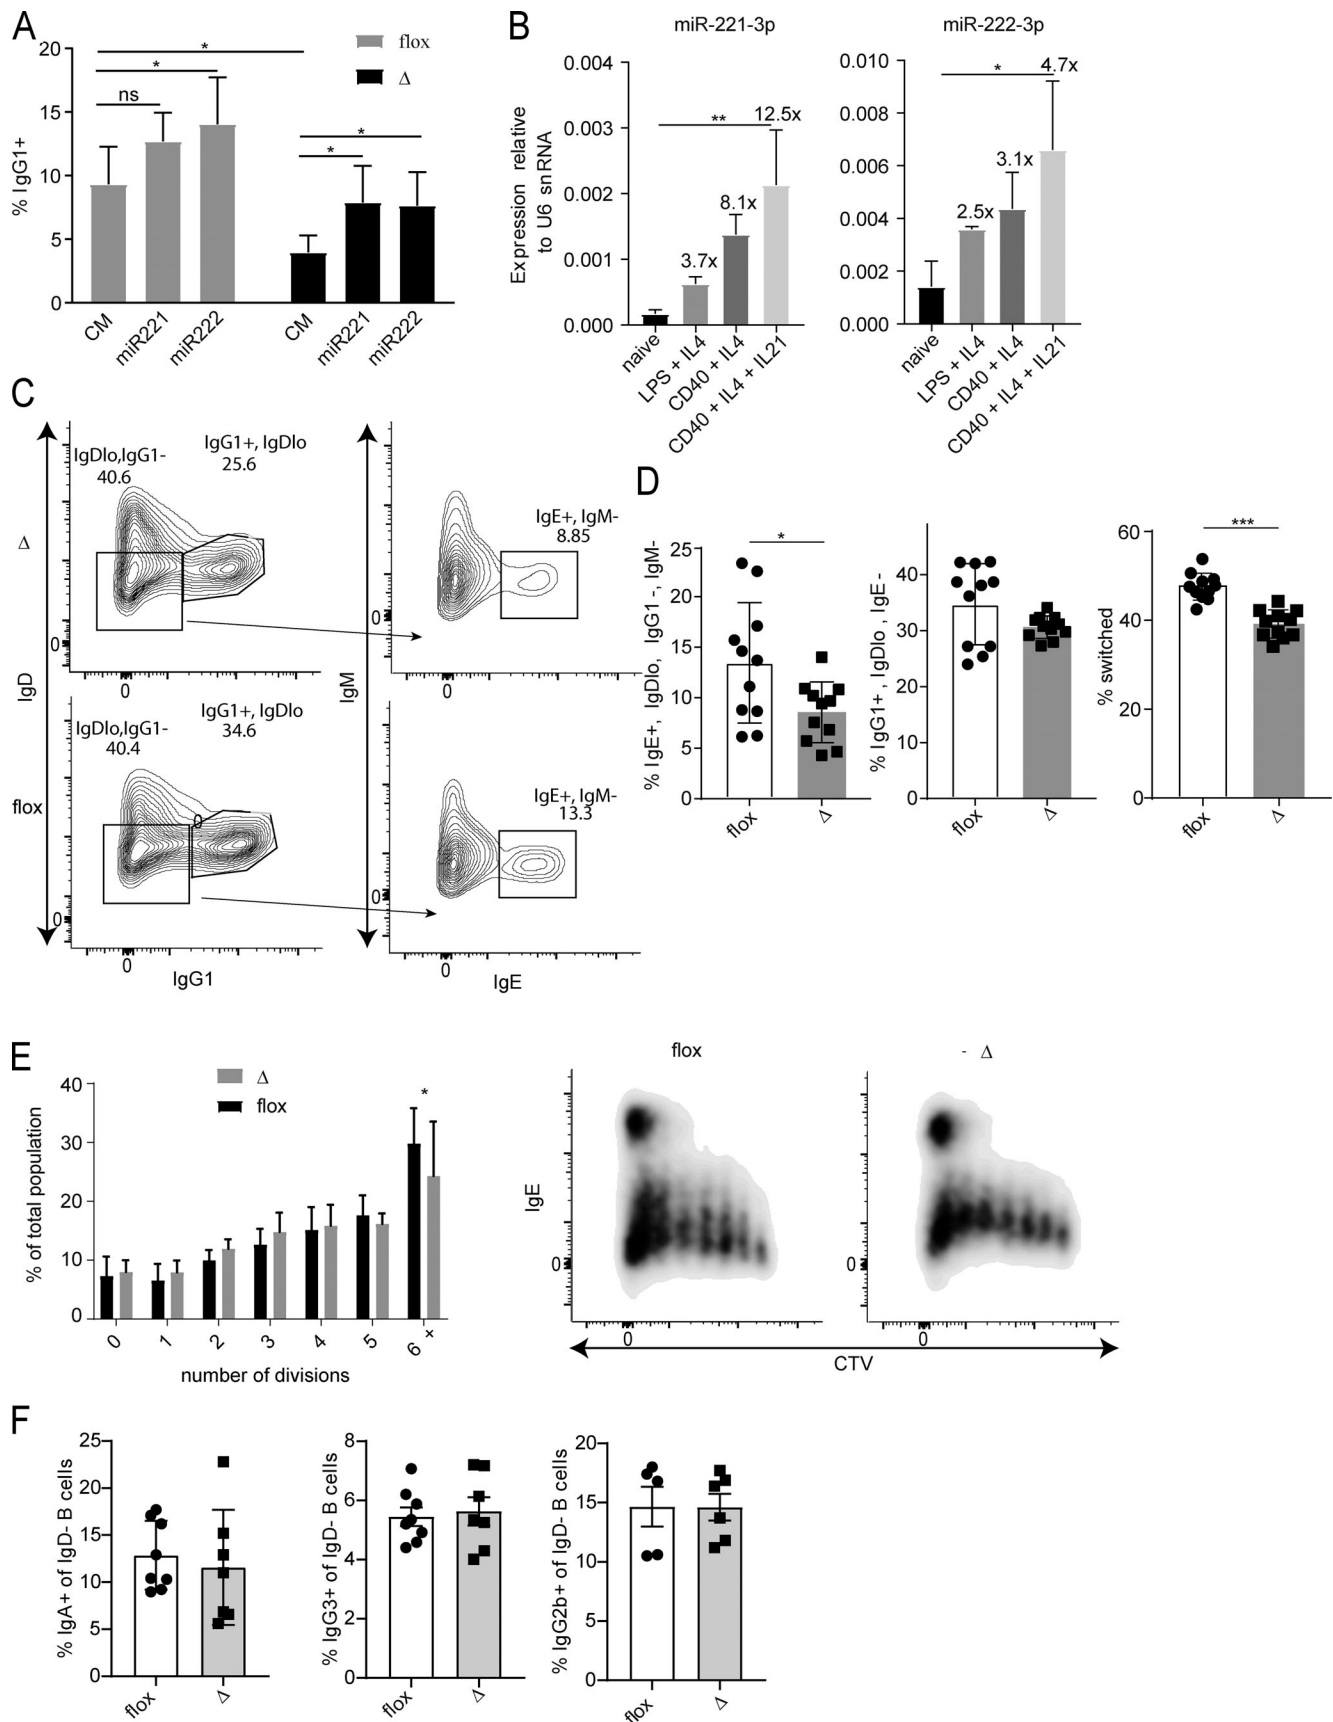 A
% IgG1+
20
15
10
5
0
flox
Δ
*
*
ns
*
*
CM
miR221
miR222
CM
miR221
miR222
B
miR-221-3p
Expression relative
to U6 snRNA
0.004
0.003
0.002
0.001
0.000
**
3.7x
8.1x
12.5x
naive
LPS + IL4
CD40 + IL4
CD40 + IL4 + IL21
miR-222-3p
0.010
0.008
0.006
0.004
0.002
0.000
*
2.5x
3.1x
4.7x
naive
LPS + IL4
CD40 + IL4
CD40 + IL4 + IL21
C
Δ
IgD
flox
IgDlo,IgG1-
40.6
IgG1+, IgDlo
25.6
0
0
IgM
IgE+, IgM-
8.85
0
0
IgDlo,IgG1-
40.4
IgG1+, IgDlo
34.6
0
0
0
IgG1
IgE+, IgM-
13.3
0
0
IgE
D
% IgE+, IgDlo, IgG1 -, IgM-
25
20
15
10
5
0
*
flox
Δ
% IgG1+, IgDlo , IgE -
40
30
20
10
0
flox
Δ
% switched
60
40
20
0
***
flox
Δ
E
% of total population
40
30
20
10
0
Δ
flox
*
0
1
2
3
4
5
6 +
number of divisions
flox
- Δ
IgE
0
0
0
0
CTV
F
% IgA+ of IgD- B cells
25
20
15
10
5
0
flox
Δ
% IgG3+ of IgD- B cells
8
6
4
2
0
flox
Δ
% IgG2b+ of IgD- B cells
20
15
10
5
0
flox
Δ